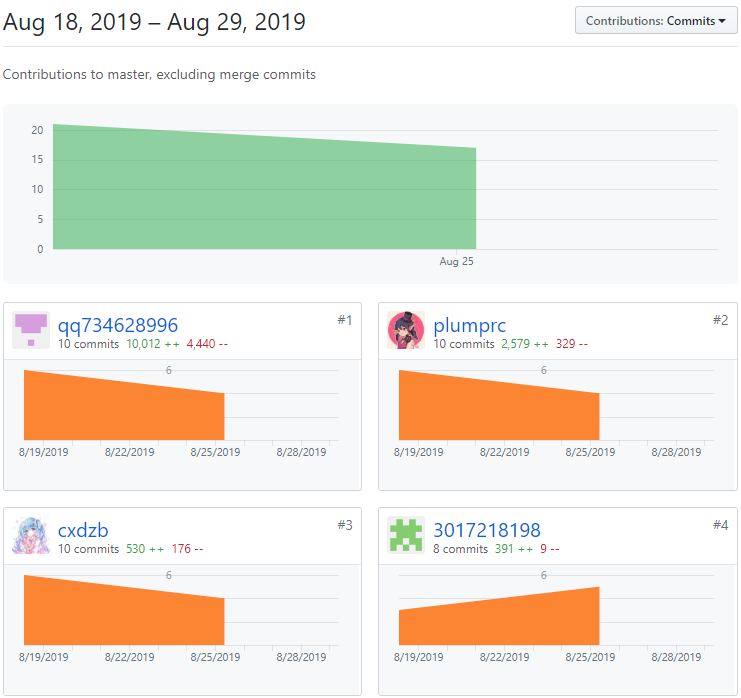 Aug 18, 2019 – Aug 29, 2019
Contributions: Commits
Contributions to master, excluding merge commits
20
15
10
5
0
Aug 25
qq734628996
#1
10 commits 10,012 ++ 4,440 --
6
8/19/2019 8/22/2019 8/25/2019 8/28/2019
plumprc
#2
10 commits 2,579 ++ 329 --
6
8/19/2019 8/22/2019 8/25/2019 8/28/2019
cxdzb
#3
10 commits 530 ++ 176 --
6
8/19/2019 8/22/2019 8/25/2019 8/28/2019
3017218198
#4
8 commits 391 ++ 9 --
6
8/19/2019 8/22/2019 8/25/2019 8/28/2019